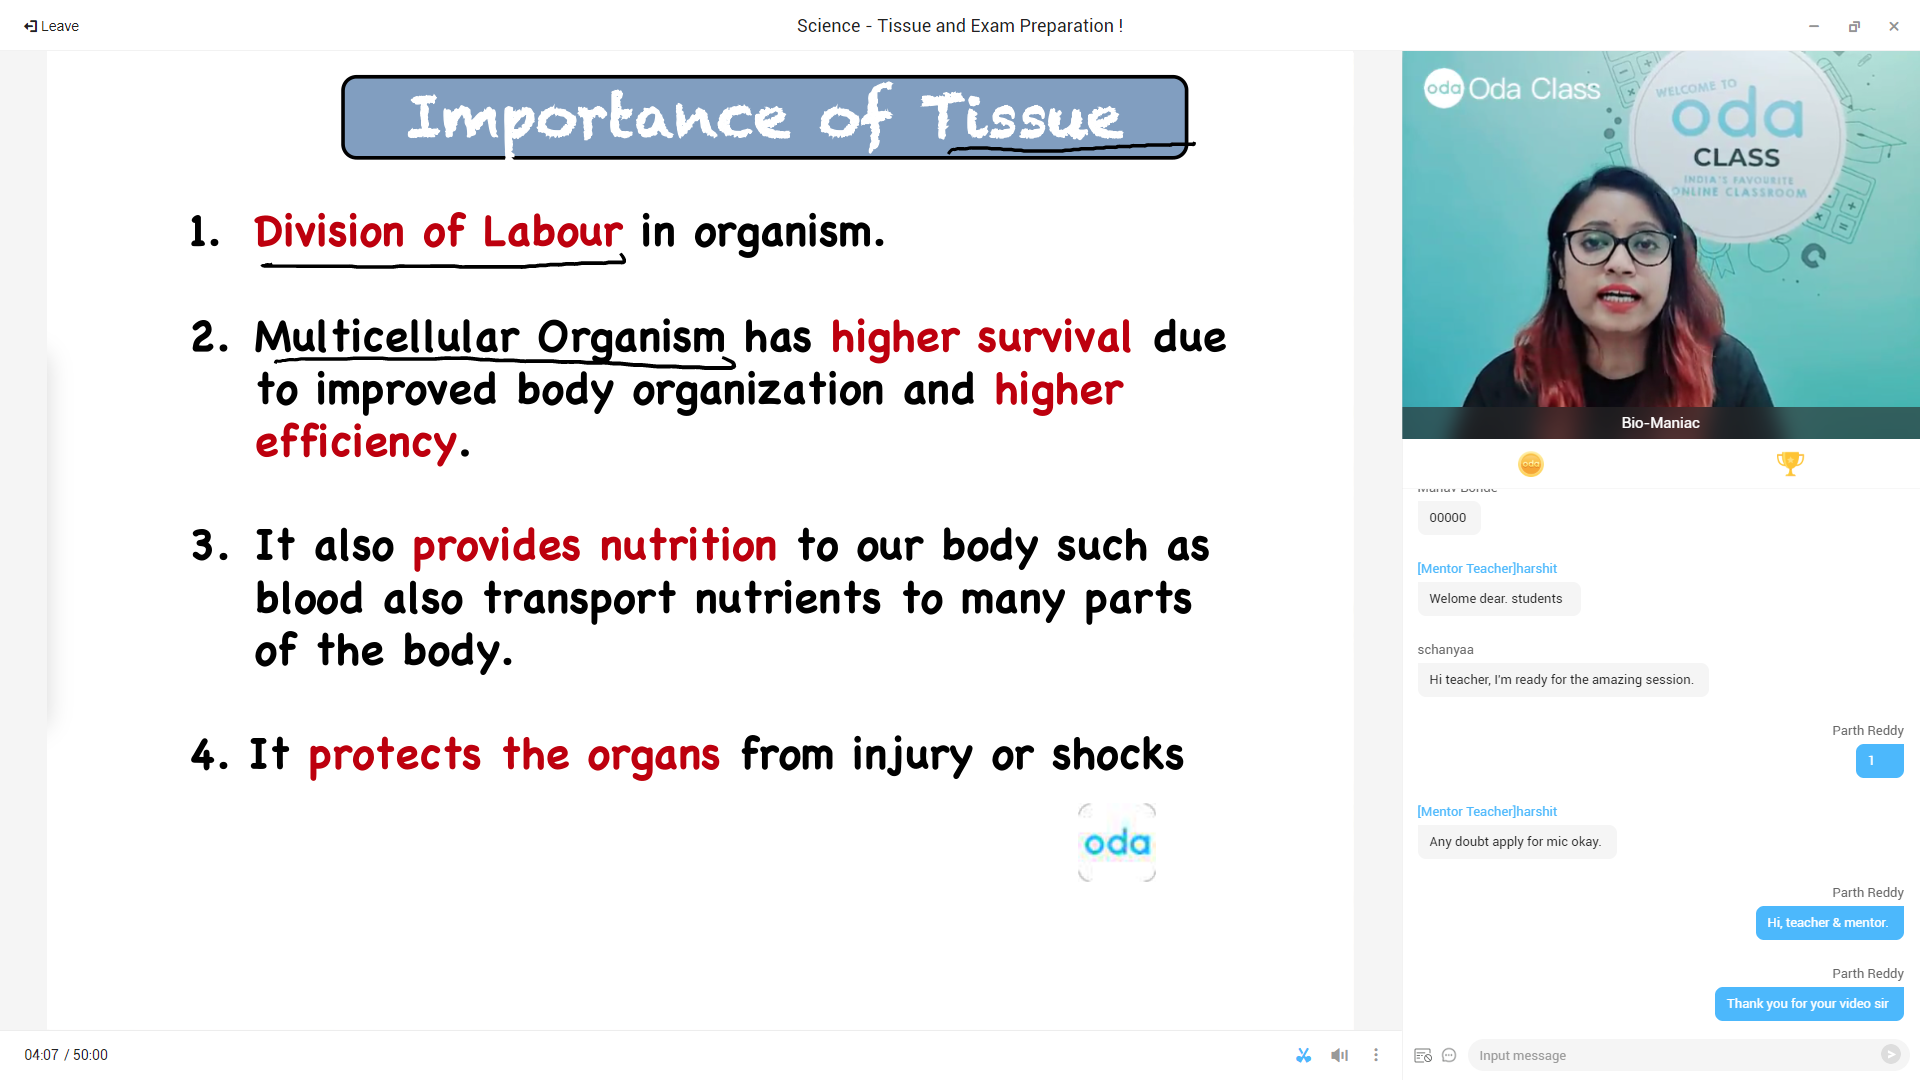 Leave
Science - Tissue and Exam Preparation !
Importance of Tissue
1. Division of Labour in organism.
2. Multicellular Organism has higher survival due
to improved body organization and higher
efficiency.
3. It also provides nutrition to our body such as
blood also transport nutrients to many parts
of the body.
4. It protects the organs from injury or shocks
oda
04:07 / 50:00
oda Oda Class
WELCOME TO
oda
CLASS
INDIA'S FAVOURITE
ONLINE CLASSROOM
Bio-Maniac
oda
00000
[Mentor Teacher]harshit
Welome dear. students
schanyaa
Hi teacher, I'm ready for the amazing session.
Parth Reddy
1
[Mentor Teacher]harshit
Any doubt apply for mic okay.
Parth Reddy
Hi, teacher & mentor.
Parth Reddy
Thank you for your video sir
Input message